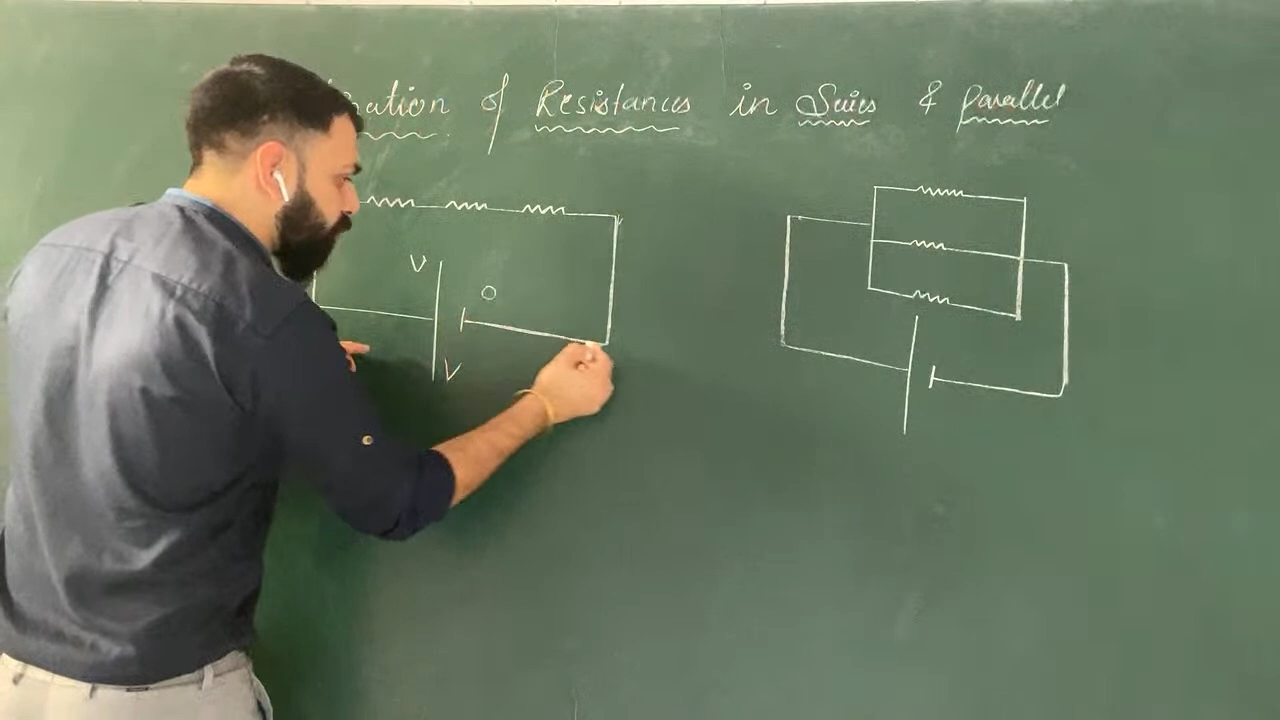 ation of Resistances in Series & Parallel
V
O
V